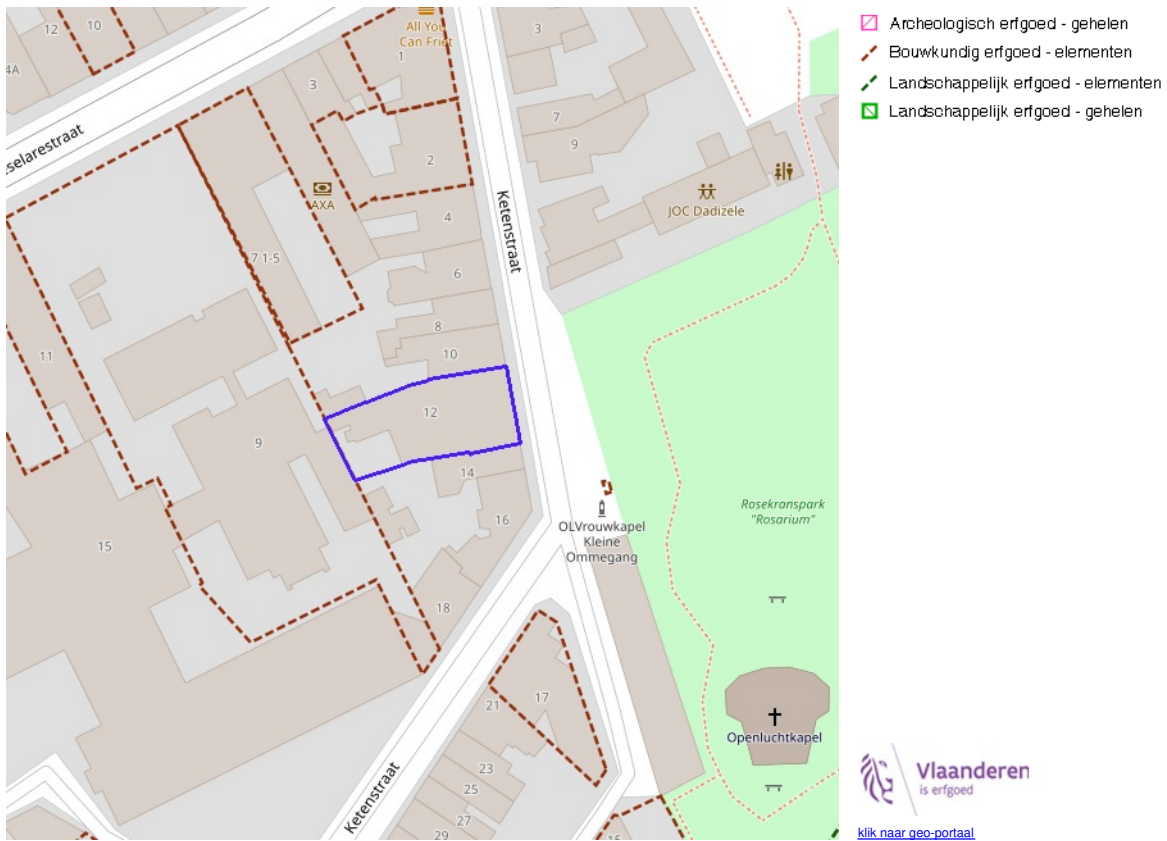 12
10
4A
All You
Can Friet
1
3
3
7
9
2
4
6
8
10
12
14
16
18
selarestraat
AXA
7 1-5
11
9
15
Ketenstraat
JOC Dadizele
OLVrouwkapel
Kleine
Ommegang
Rosekranspark
"Rosarium"
Openluchtkapel
17
21
23
25
27
29
Ketenstraat
Archeologisch erfgoed - gehelen
Bouwkundig erfgoed - elementen
Landschappelijk erfgoed - elementen
Landschappelijk erfgoed - gehelen
Vlaanderen
is erfgoed
klik naar geo-portaal